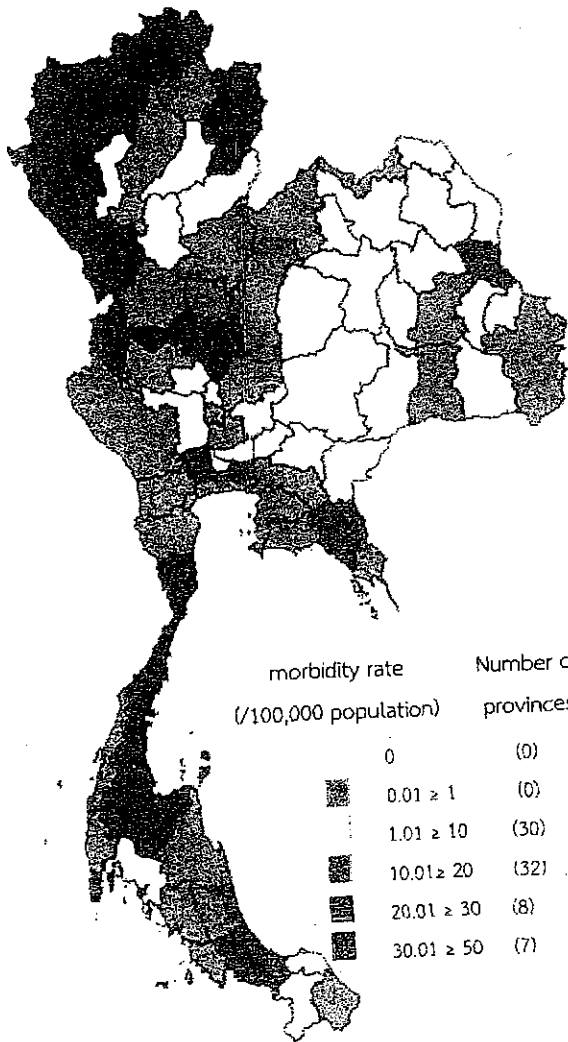 morbidity rate Number o
(/100,000 population) provinces
0 (0)
0.01 ≥ 1 (0)
1.01 ≥ 10 (30)
10.01≥ 20 (32)
20.01 ≥ 30 (8)
30.01 ≥ 50 (7)